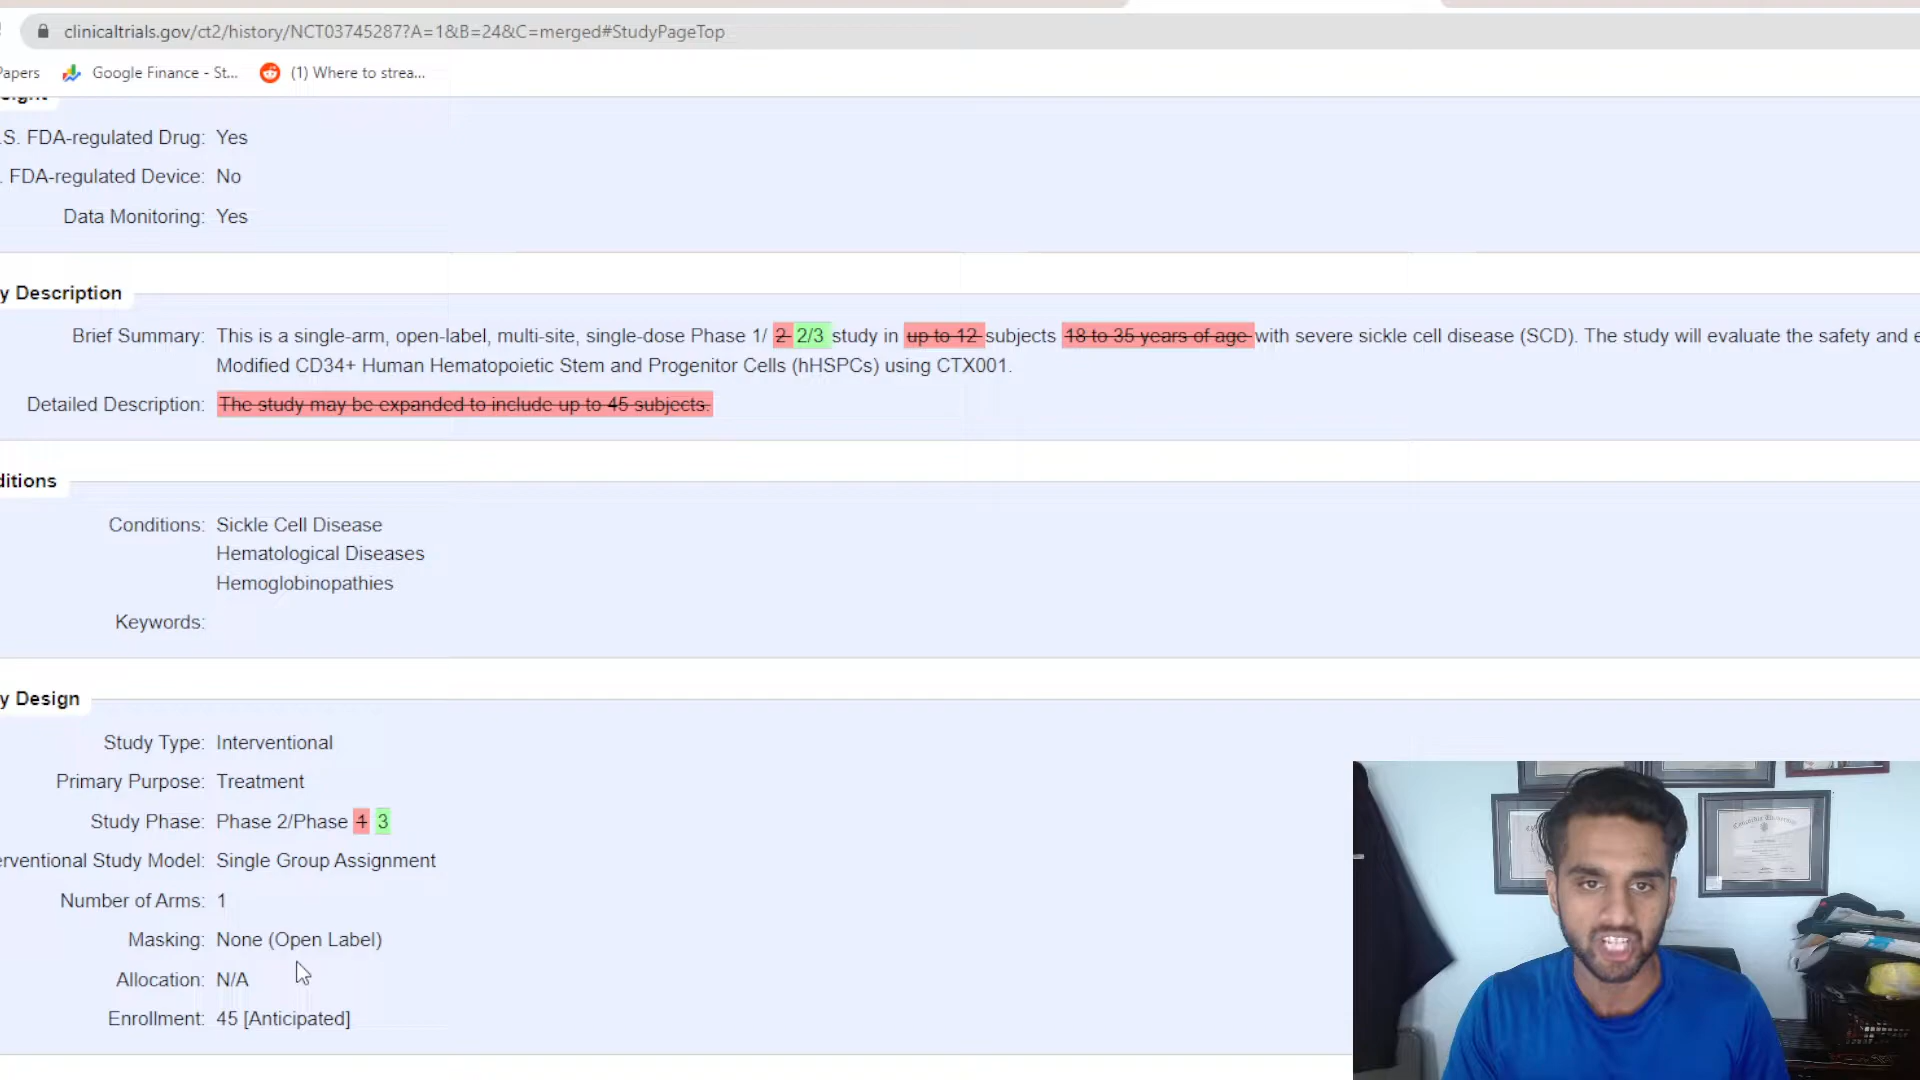 clinicaltrials.gov/ct2/history/NCT03745287?A=1&B=24&C=merged#StudyPageTop
Papers Google Finance - St... (1) Where to strea...
.S. FDA-regulated Drug: Yes
. FDA-regulated Device: No
Data Monitoring: Yes
y Description
Brief Summary: This is a single-arm, open-label, multi-site, single-dose Phase 1/ 2 2/3 study in up to 12 subjects 18 to 35 years of age with severe sickle cell disease (SCD). The study will evaluate the safety and e
Modified CD34+ Human Hematopoietic Stem and Progenitor Cells (hHSPCs) using CTX001.
Detailed Description: The study may be expanded to include up to 45 subjects.
ditions
Conditions: Sickle Cell Disease
Hematological Diseases
Hemoglobinopathies
Keywords:
y Design
Study Type: Interventional
Primary Purpose: Treatment
Study Phase: Phase 2/Phase 1 3
erventional Study Model: Single Group Assignment
Number of Arms: 1
Masking: None (Open Label)
Allocation: N/A
Enrollment: 45 [Anticipated]